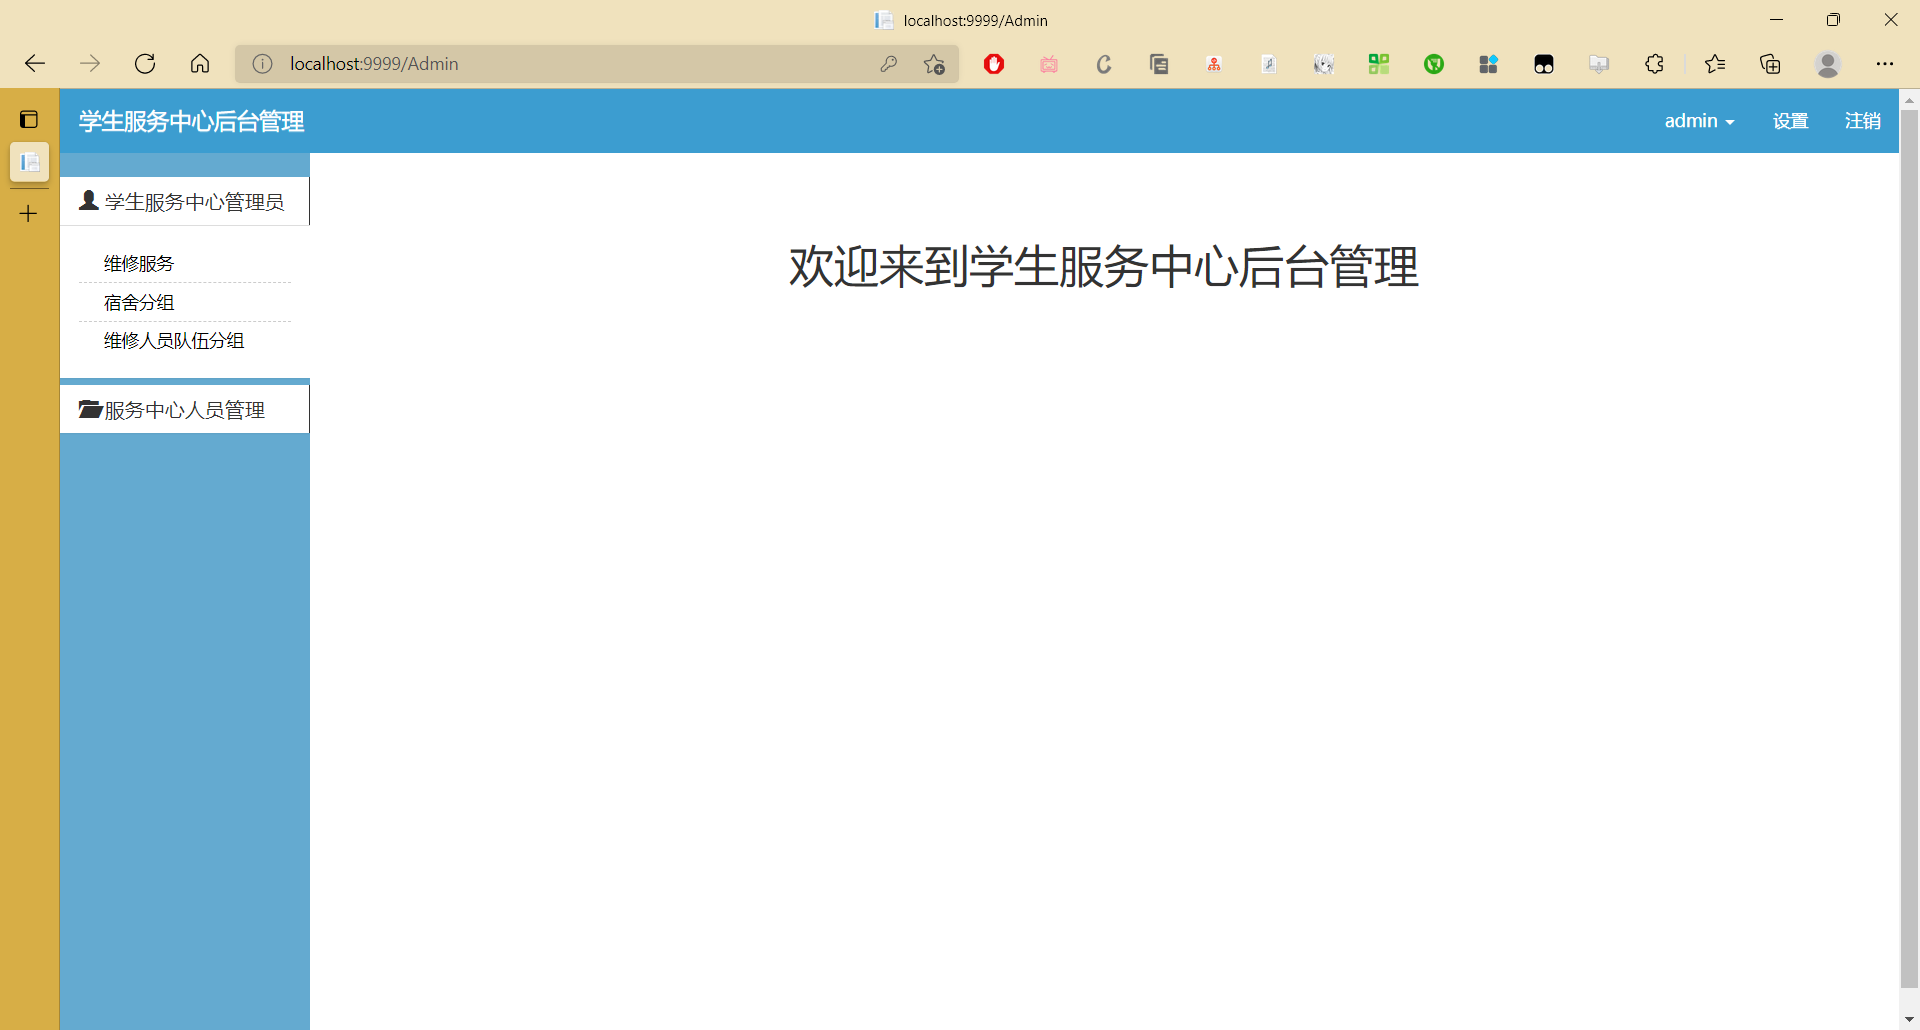 localhost:9999/Admin
localhost:9999/Admin
学生服务中心后台管理
admin 设置 注销
学生服务中心管理员
维修服务
宿舍分组
维修人员队伍分组
服务中心人员管理
欢迎来到学生服务中心后台管理